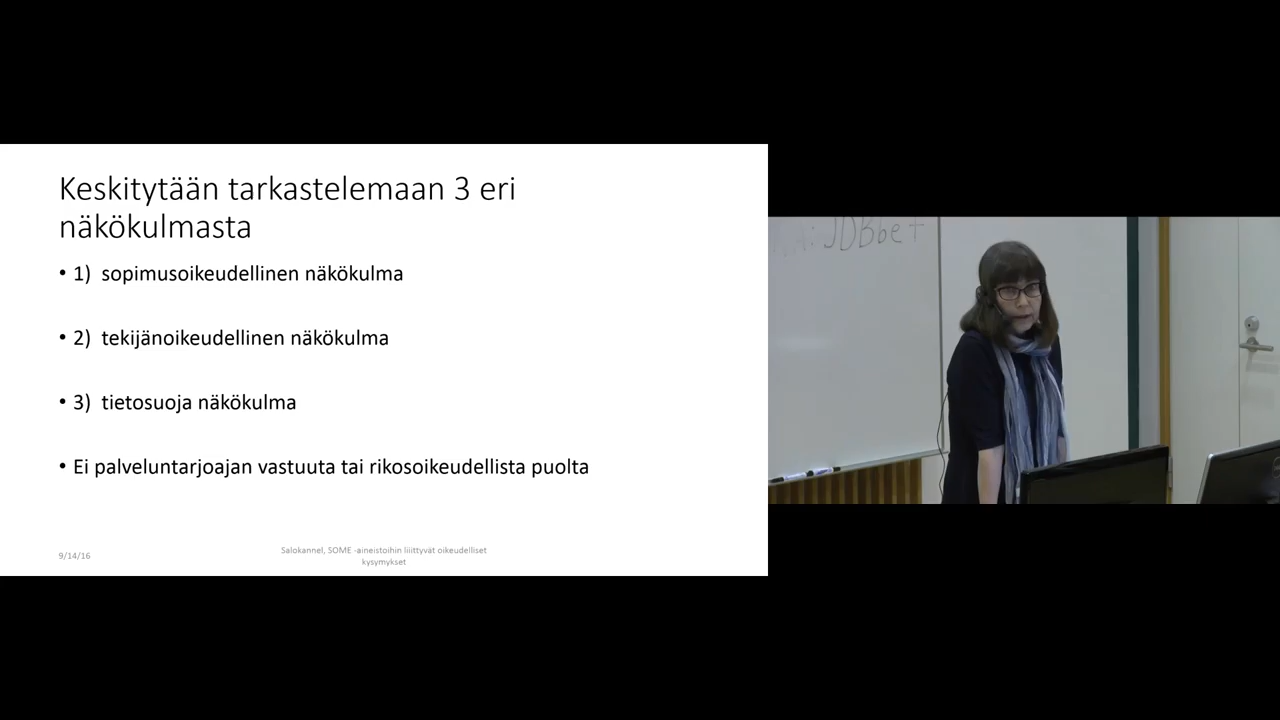 Keskitytään tarkastelemaan 3 eri
näkökulmasta
• 1) sopimusoikeudellinen näkökulma
• 2) tekijänoikeudellinen näkökulma
• 3) tietosuoja näkökulma
• Ei palveluntarjoajan vastuuta tai rikosoikeudellista puolta
9/14/16
Salokannel, SOME -aineistoihin liiittyvät oikeudelliset
kysymykset